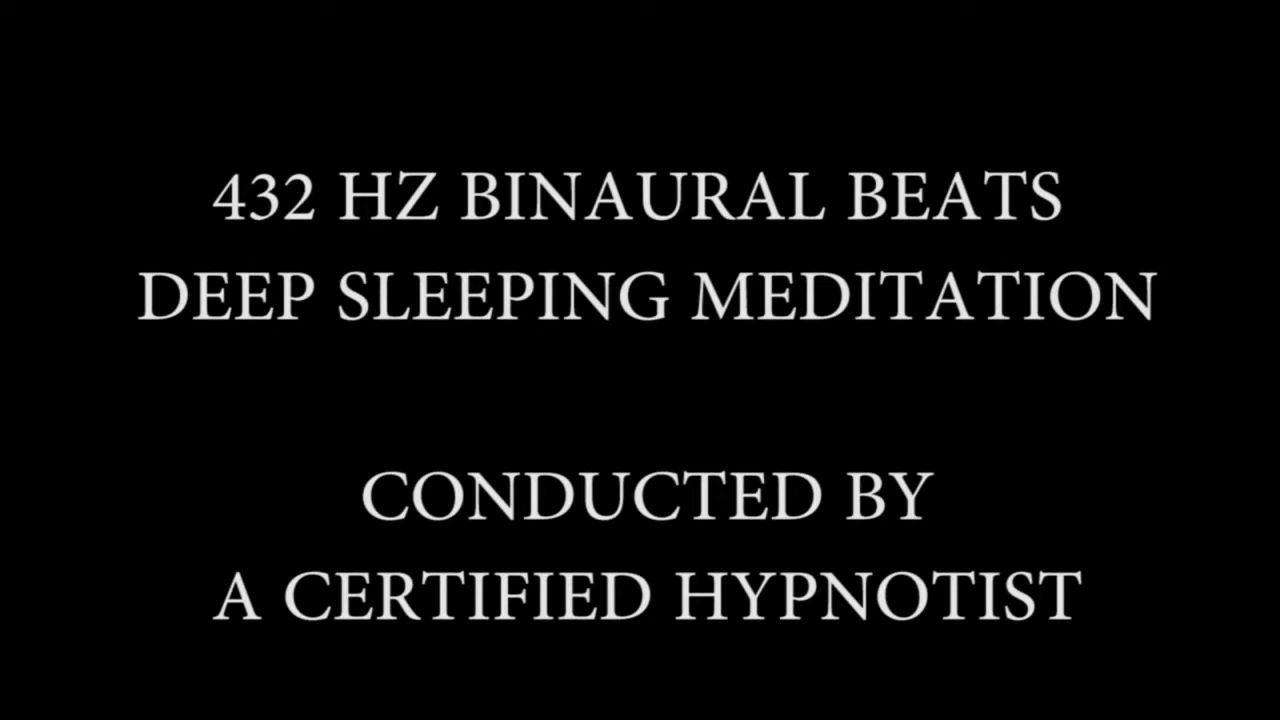 432 HZ BINAURAL BEATS
DEEP SLEEPING MEDITATION
CONDUCTED BY
A CERTIFIED HYPNOTIST